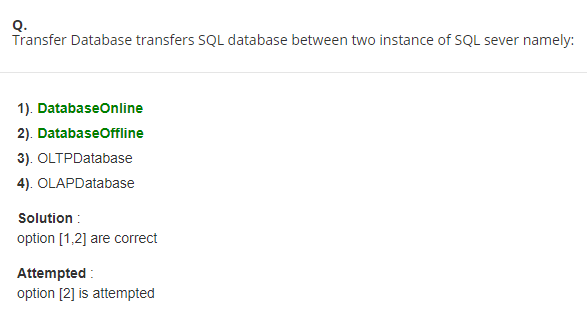 Q.
Transfer Database transfers SQL database between two instance of SQL sever namely:
1). DatabaseOnline
2). DatabaseOffline
3). OLTPDatabase
4). OLAPDatabase
Solution :
option [1,2] are correct
Attempted :
option [2] is attempted